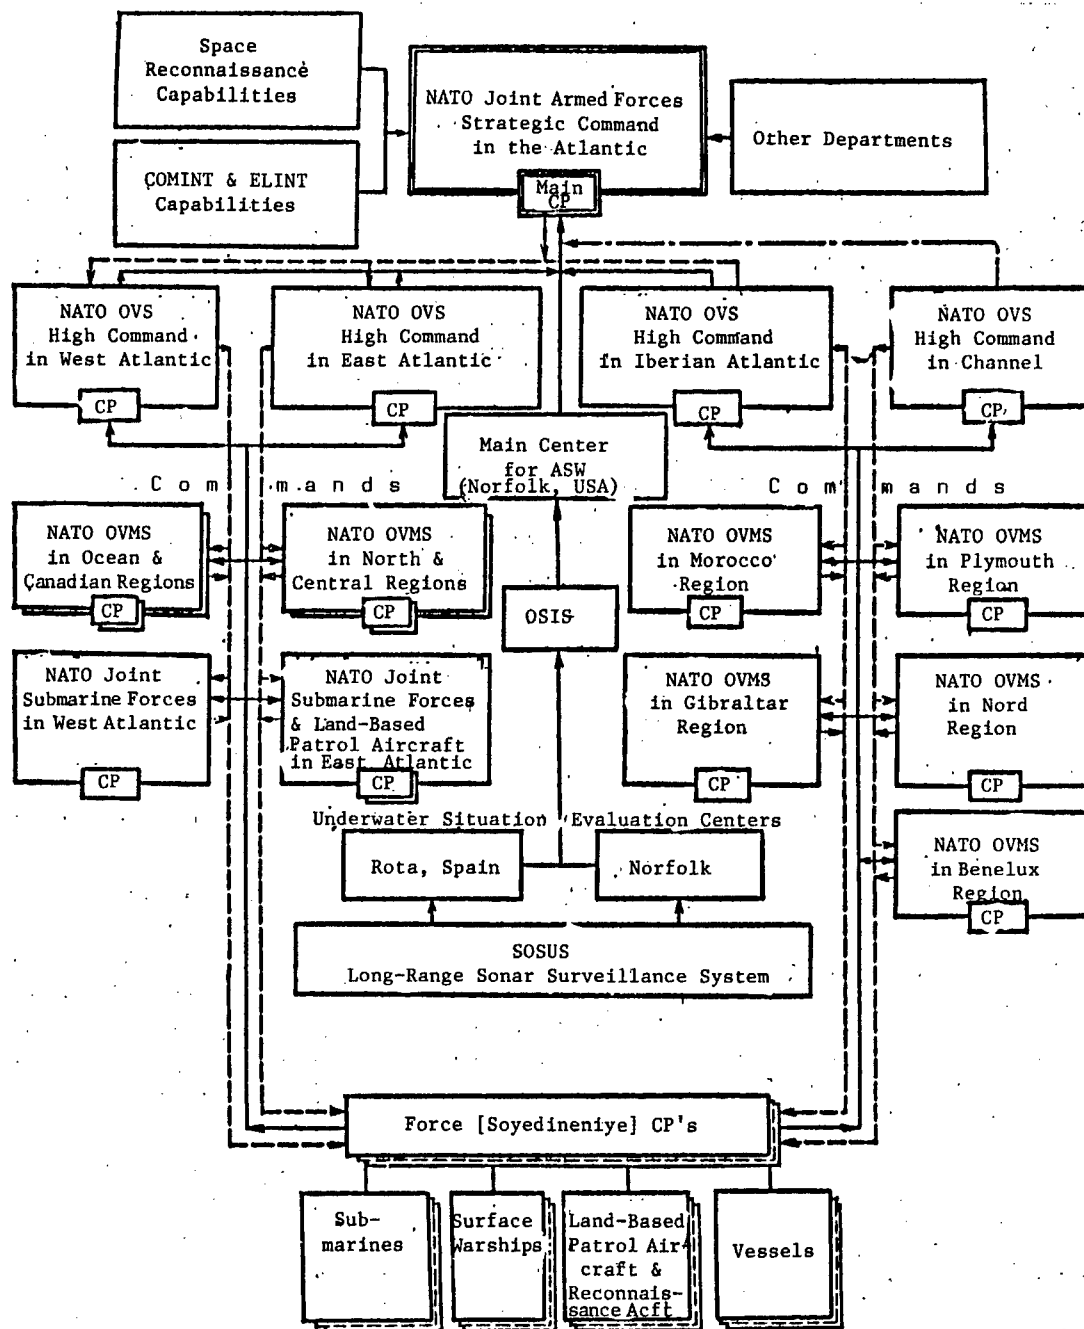 Space
Reconnaissance
Capabilities
NATO Joint Armed Forces
Strategic Command
in the Atlantic
Main
CP
Other Departments
COMINT & ELINT
Capabilities
NATO OVS
High Command
in West Atlantic
CP
NATO OVS
High Command
in East Atlantic
CP
NATO OVS
High Command
in Iberian Atlantic
CP
NATO OVS
High Command
in Channel
CP
Main Center
for ASW
(Norfolk, USA)
Commands
Commands
NATO OVMS
in Ocean &
Canadian Regions
CP
NATO OVMS
in North &
Central Regions
CP
OSIS
NATO OVMS
in Morocco
Region
CP
NATO OVMS
in Plymouth
Region
CP
NATO Joint
Submarine Forces
in West Atlantic
CP
NATO Joint
Submarine Forces
& Land-Based
Patrol Aircraft
in East Atlantic
CP
NATO OVMS
in Gibraltar
Region
CP
NATO OVMS
in Nord
Region
CP
Underwater Situation Evaluation Centers
Rota, Spain
Norfolk
NATO OVMS
in Benelux
Region
CP
SOSUS
Long-Range Sonar Surveillance System
Force [Soyedineniye] CP's
Sub-
marines
Surface
Warships
Land-Based
Patrol Air-
craft &
Reconnais-
sance Acft
Vessels